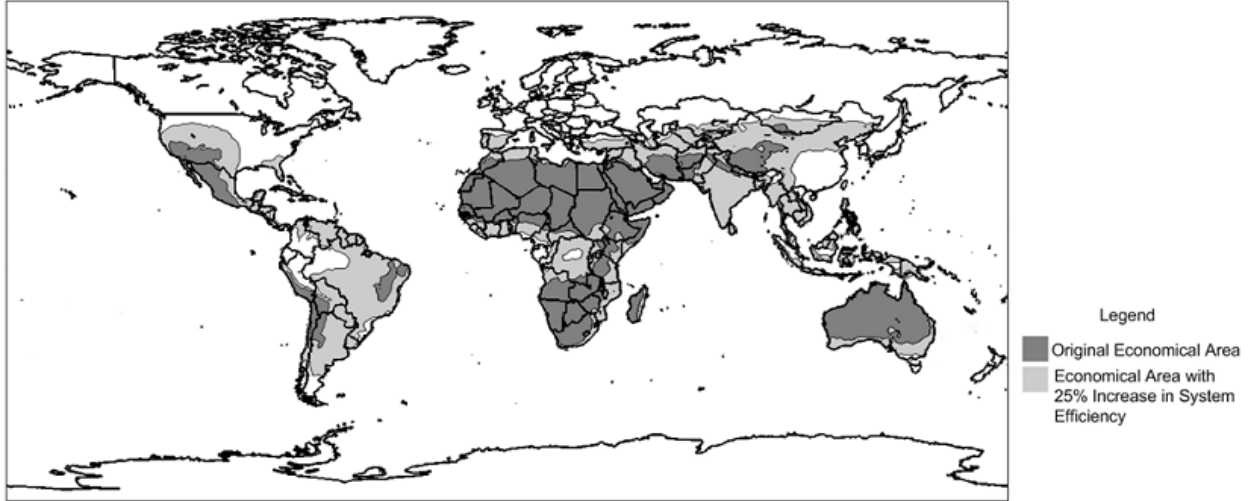 Legend
Original Economical Area
Economical Area with
25% Increase in System
Efficiency